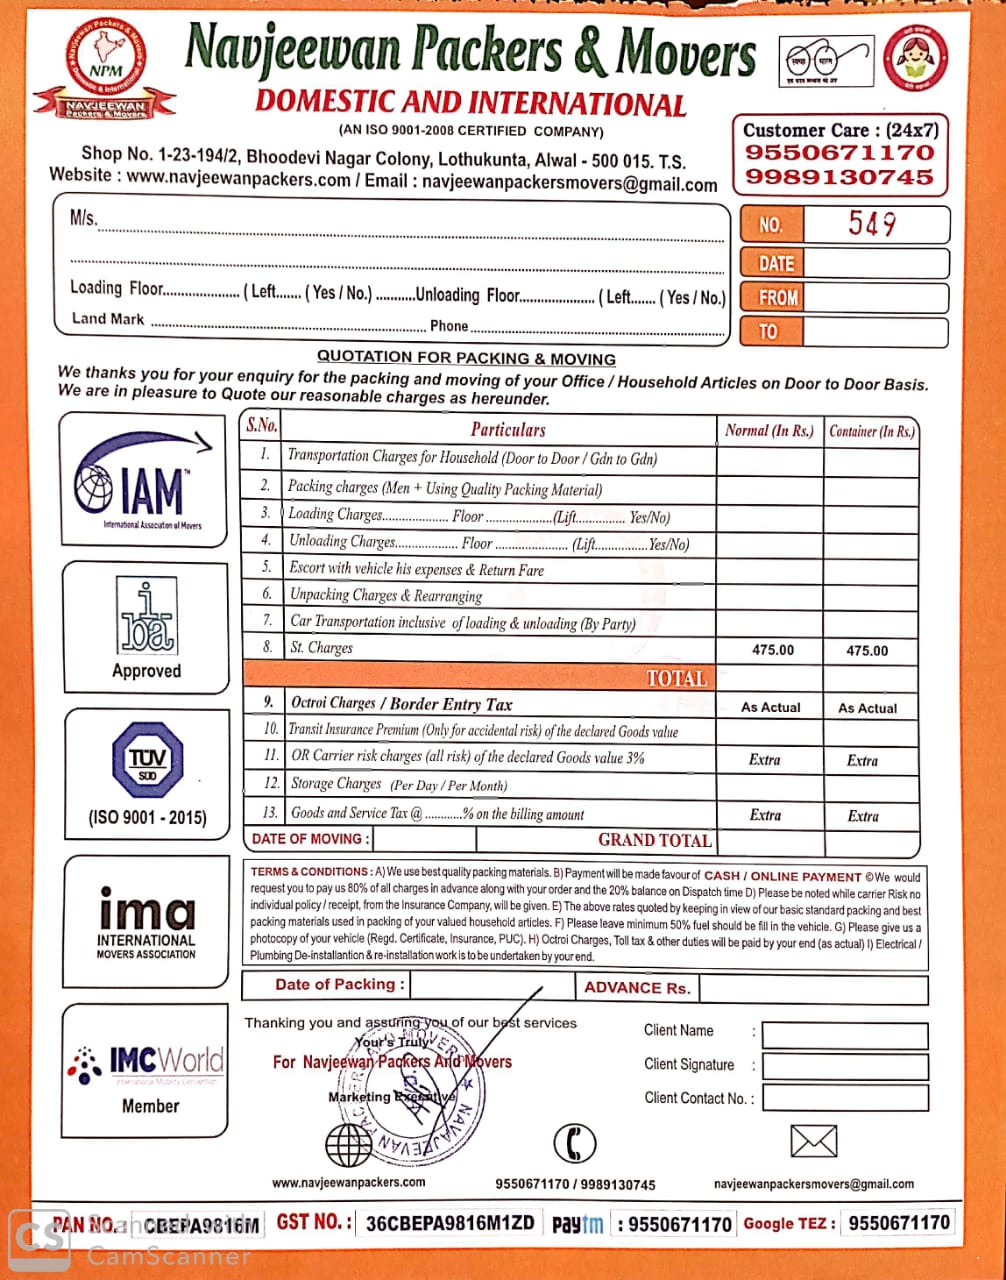 Navjeewan Packers & Movers
Domestic & International
NPM
NAVJEEWAN
Packers & Movers
Navjeewan Packers & Movers
DOMESTIC AND INTERNATIONAL
(AN ISO 9001-2008 CERTIFIED COMPANY)
Shop No. 1-23-194/2, Bhoodevi Nagar Colony, Lothukunta, Alwal - 500 015. T.S.
Website : www.navjeewanpackers.com / Email : navjeewanpackersmovers@gmail.com
Customer Care : (24x7)
9550671170
9989130745
M/s.
Loading Floor.................. ( Left....... ( Yes / No.) ..........Unloading Floor..................... ( Left....... ( Yes / No.)
Land Mark ........ Phone ........
NO. 549
DATE
FROM
TO
QUOTATION FOR PACKING & MOVING
We thanks you for your enquiry for the packing and moving of your Office / Household Articles on Door to Door Basis.
We are in pleasure to Quote our reasonable charges as hereunder.
S.No. Particulars Normal (In Rs.) Container (In Rs.)
1. Transportation Charges for Household (Door to Door / Gdn to Gdn)
2. Packing charges (Men + Using Quality Packing Material)
3. Loading Charges.................... Floor ....................(Lift............... Yes/No)
4. Unloading Charges................... Floor ...................... (Lift................Yes/No)
5. Escort with vehicle his expenses & Return Fare
6. Unpacking Charges & Rearranging
7. Car Transportation inclusive of loading & unloading (By Party)
8. St. Charges 475.00 475.00
TOTAL
9. Octroi Charges / Border Entry Tax As Actual As Actual
10. Transit Insurance Premium (Only for accidental risk) of the declared Goods value
11. OR Carrier risk charges (all risk) of the declared Goods value 3% Extra Extra
12. Storage Charges (Per Day / Per Month)
13. Goods and Service Tax @ ...........% on the billing amount Extra Extra
DATE OF MOVING : GRAND TOTAL
IAM™
International Association of Movers
iba
Approved
TÜV
SÜD
(ISO 9001 - 2015)
ima
INTERNATIONAL
MOVERS ASSOCIATION
IMCWorld
International Mobility Convention
Member
TERMS & CONDITIONS : A) We use best quality packing materials. B) Payment will be made favour of CASH / ONLINE PAYMENT © We would
request you to pay us 80% of all charges in advance along with your order and the 20% balance on Dispatch time D) Please be noted while carrier Risk no
individual policy / receipt, from the Insurance Company, will be given. E) The above rates quoted by keeping in view of our basic standard packing and best
packing materials used in packing of your valued household articles. F) Please leave minimum 50% fuel should be fill in the vehicle. G) Please give us a
photocopy of your vehicle (Regd. Certificate, Insurance, PUC). H) Octroi Charges, Toll tax & other duties will be paid by your end (as actual) I) Electrical /
Plumbing De-installantion & re-installation work is to be undertaken by your end.
Date of Packing : ADVANCE Rs.
Thanking you and assuring you of our best services
Your's Truly
For Navjeewan Packers And Movers
Marketing Executive
Client Name :
Client Signature :
Client Contact No. :
www.navjeewanpackers.com
9550671170 / 9989130745
navjeewanpackersmovers@gmail.com
PAN NO. : CBEPA9816M GST NO. : 36CBEPA9816M1ZD paytm : 9550671170 Google TEZ : 9550671170
CS Scanned with
CamScanner